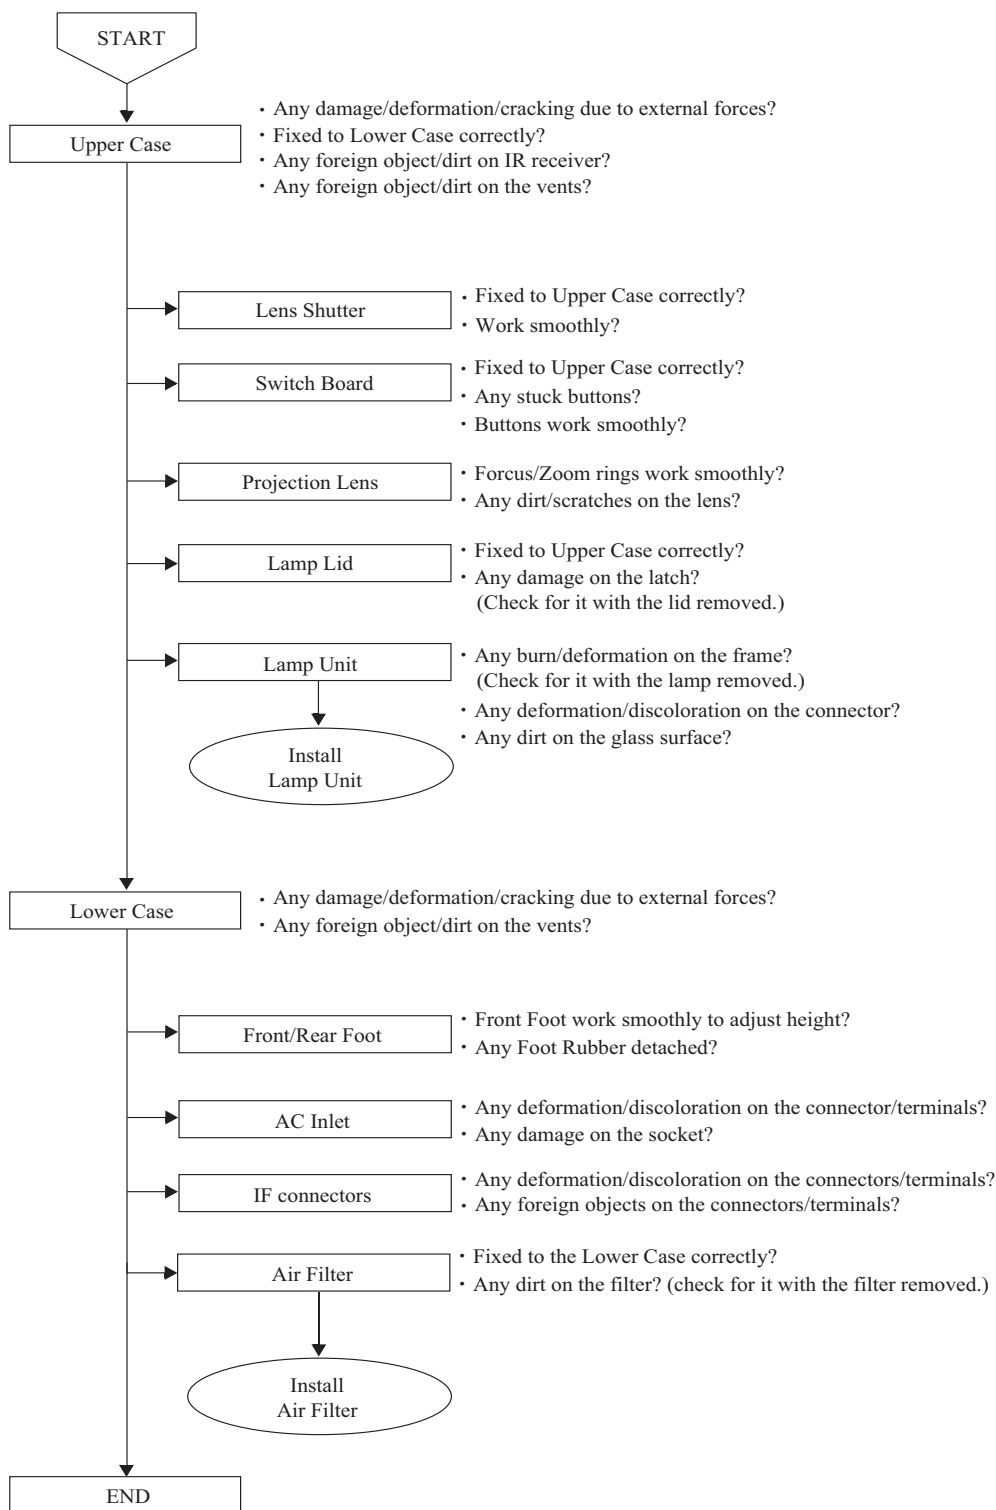 START
Upper Case
・Any damage/deformation/cracking due to external forces?
・Fixed to Lower Case correctly?
・Any foreign object/dirt on IR receiver?
・Any foreign object/dirt on the vents?
Lens Shutter
・Fixed to Upper Case correctly?
・Work smoothly?
Switch Board
・Fixed to Upper Case correctly?
・Any stuck buttons?
・Buttons work smoothly?
Projection Lens
・Forcus/Zoom rings work smoothly?
・Any dirt/scratches on the lens?
Lamp Lid
・Fixed to Upper Case correctly?
・Any damage on the latch?
(Check for it with the lid removed.)
Lamp Unit
・Any burn/deformation on the frame?
(Check for it with the lamp removed.)
・Any deformation/discoloration on the connector?
・Any dirt on the glass surface?
Install
Lamp Unit
Lower Case
・Any damage/deformation/cracking due to external forces?
・Any foreign object/dirt on the vents?
Front/Rear Foot
・Front Foot work smoothly to adjust height?
・Any Foot Rubber detached?
AC Inlet
・Any deformation/discoloration on the connector/terminals?
・Any damage on the socket?
IF connectors
・Any deformation/discoloration on the connectors/terminals?
・Any foreign objects on the connectors/terminals?
Air Filter
・Fixed to the Lower Case correctly?
・Any dirt on the filter? (check for it with the filter removed.)
Install
Air Filter
END